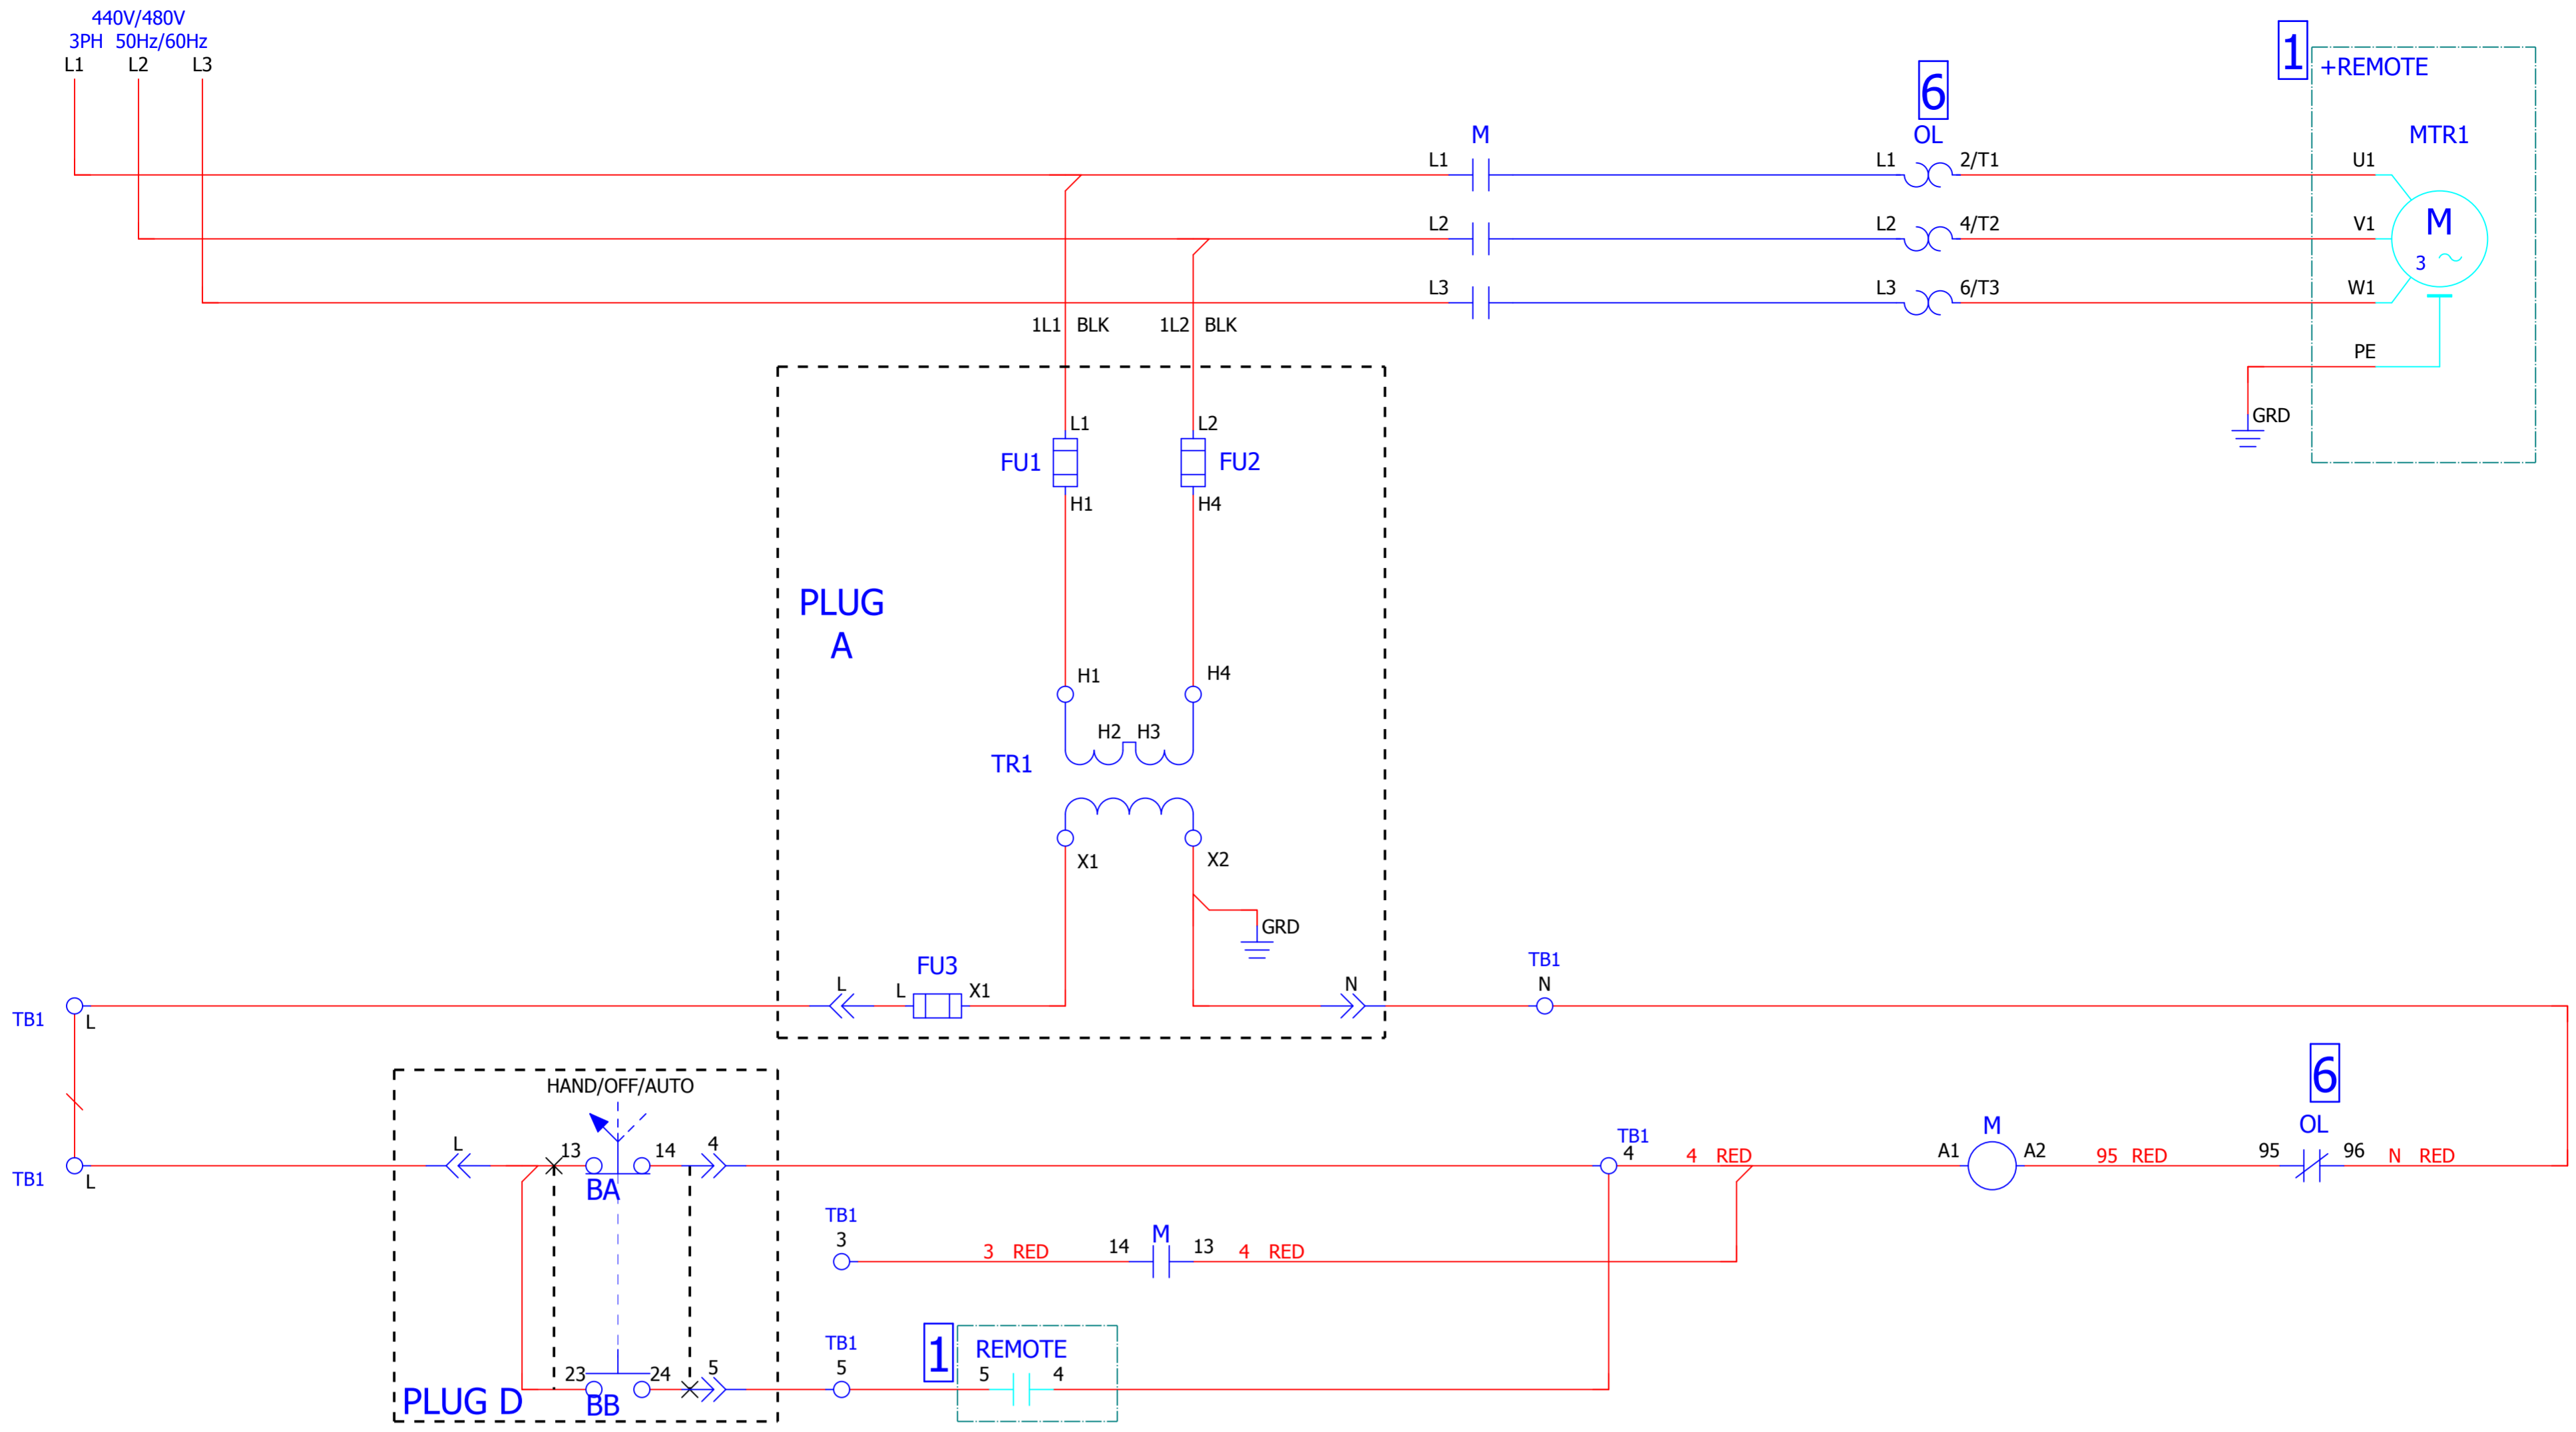 440V/480V
3PH 50Hz/60Hz
L1 L2 L3
1
+REMOTE
6
OL
M
MTR1
L1 L1 2/T1 U1
M
3
L2 L2 4/T2 V1
L3 L3 6/T3 W1
1L1 BLK 1L2 BLK
PE
GRD
L1 L2
FU1 FU2
H1 H4
PLUG
A
H1 H4
H2 H3
TR1
X1 X2
GRD
FU3
L L X1 N
TB1
N
TB1 L
HAND/OFF/AUTO
6
OL
M
TB1 L
L 13 14 4
BA
TB1
4
4 RED
A1 A2
95 RED
95 96
N RED
TB1
3
3 RED
14 M 13
4 RED
TB1
5
1
REMOTE
5 4
23 24 5
BB
PLUG D